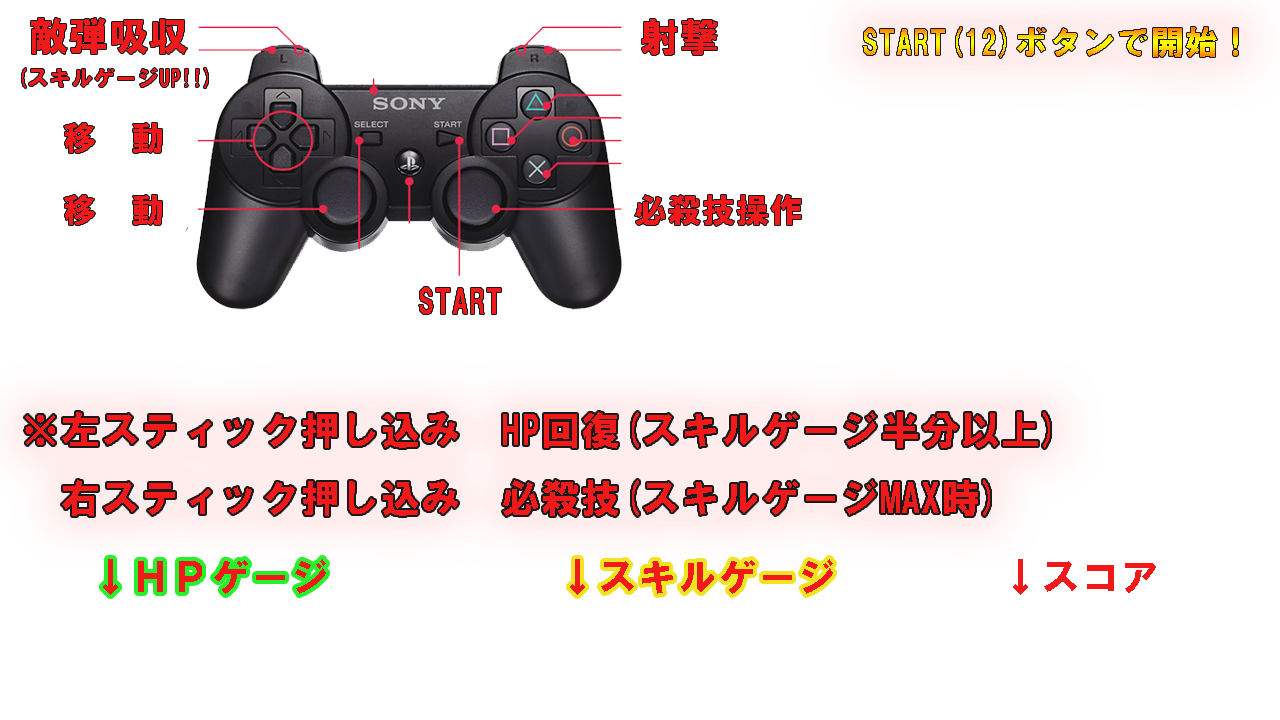 敵弾吸収
(スキルゲージUP!!)
射撃
START(12)ボタンで開始！
L
R
SONY
SELECT
START
移　動
移　動
必殺技操作
START
※左スティック押し込み　HP回復(スキルゲージ半分以上)
右スティック押し込み　必殺技(スキルゲージMAX時)
↓ＨＰゲージ
↓スキルゲージ
↓スコア